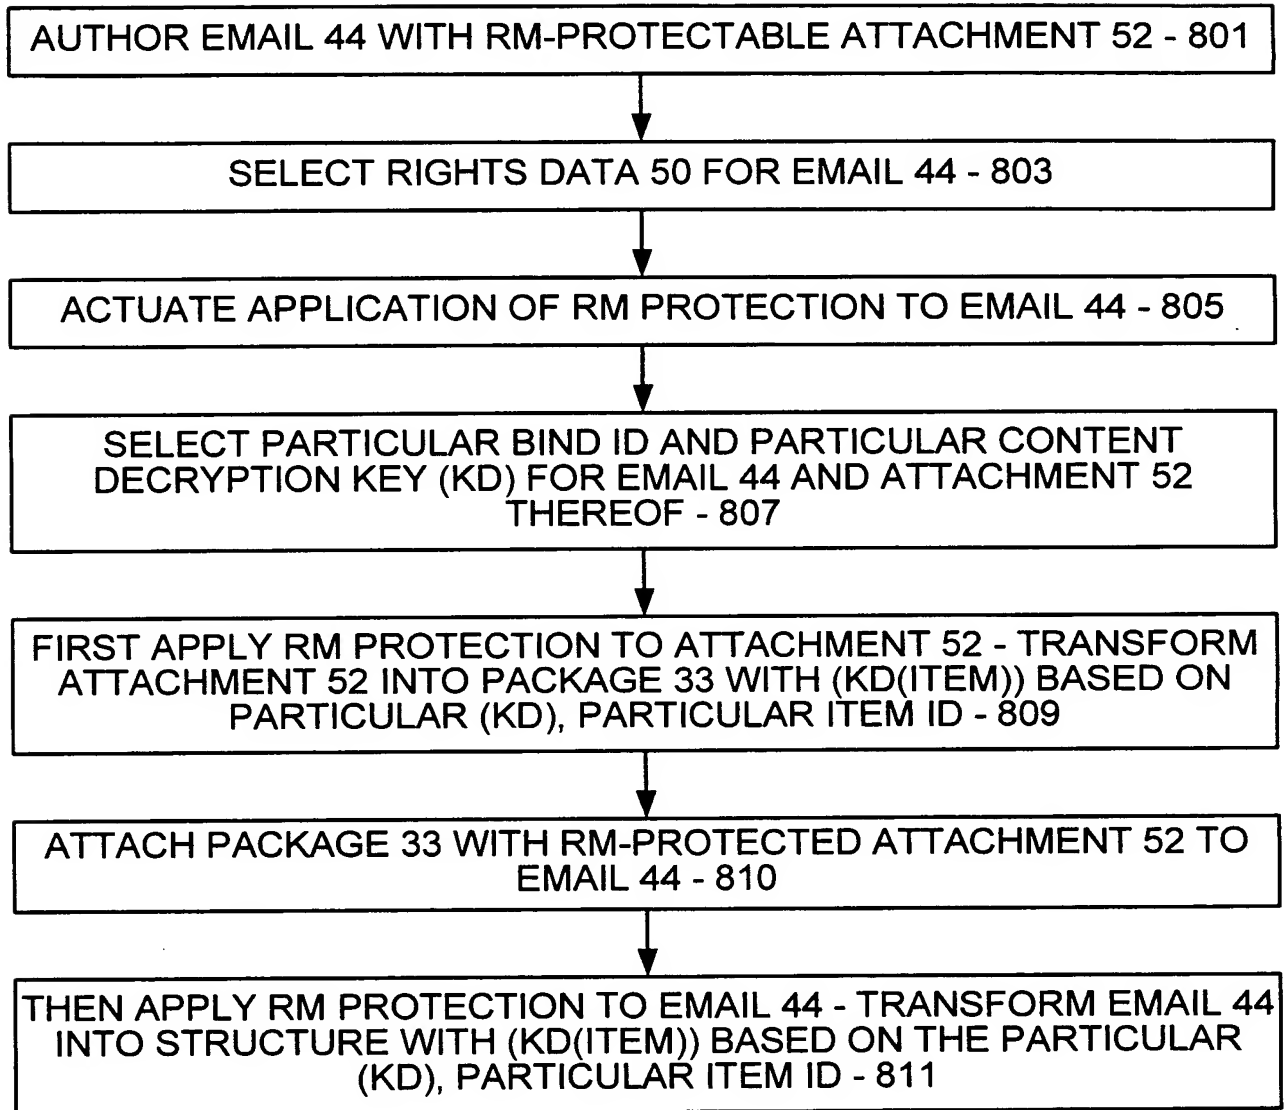 AUTHOR EMAIL 44 WITH RM-PROTECTABLE ATTACHMENT 52 - 801
SELECT RIGHTS DATA 50 FOR EMAIL 44 - 803
ACTUATE APPLICATION OF RM PROTECTION TO EMAIL 44 - 805
SELECT PARTICULAR BIND ID AND PARTICULAR CONTENT
DECRYPTION KEY (KD) FOR EMAIL 44 AND ATTACHMENT 52
THEREOF - 807
FIRST APPLY RM PROTECTION TO ATTACHMENT 52 - TRANSFORM
ATTACHMENT 52 INTO PACKAGE 33 WITH (KD(ITEM)) BASED ON
PARTICULAR (KD), PARTICULAR ITEM ID - 809
ATTACH PACKAGE 33 WITH RM-PROTECTED ATTACHMENT 52 TO
EMAIL 44 - 810
THEN APPLY RM PROTECTION TO EMAIL 44 - TRANSFORM EMAIL 44
INTO STRUCTURE WITH (KD(ITEM)) BASED ON THE PARTICULAR
(KD), PARTICULAR ITEM ID - 811